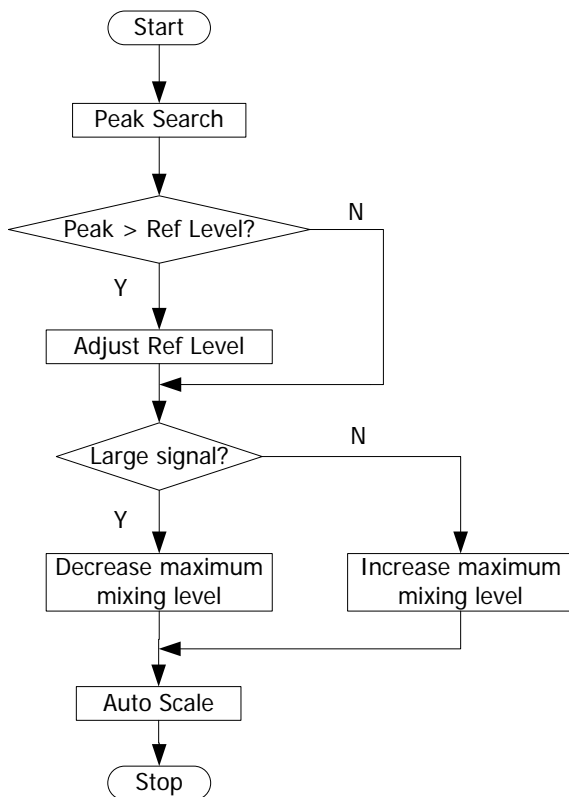 Start
Peak Search
Peak > Ref Level?
N
Y
Adjust Ref Level
Large signal?
N
Y
Decrease maximum
mixing level
Increase maximum
mixing level
Auto Scale
Stop